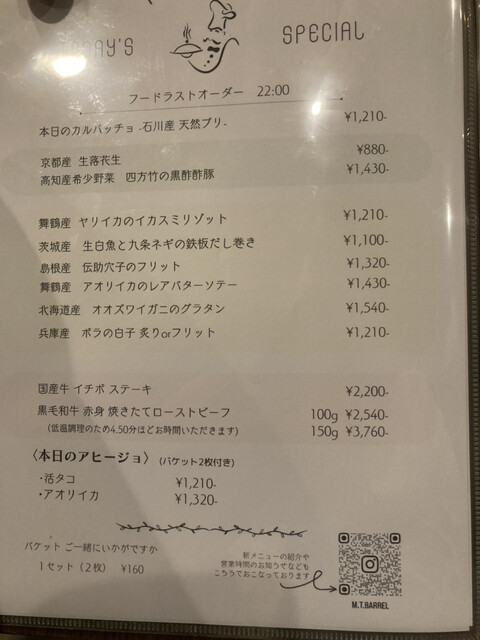 DAY'S SPECIAL
フードラストオーダー 22:00
本日のカルパッチョ -石川産 天然ブリ- ¥1,210-
京都産 生落花生 ¥880-
高知産希少野菜 四方竹の黒酢酢豚 ¥1,430-
舞鶴産 ヤリイカのイカスミリゾット ¥1,210-
茨城産 生白魚と九条ネギの鉄板だし巻き ¥1,100-
島根産 伝助穴子のフリット ¥1,320-
舞鶴産 アオリイカのレアバターソテー ¥1,430-
北海道産 オオズワイガニのグラタン ¥1,540-
兵庫産 ボラの白子 炙りorフリット ¥1,210-
国産牛 イチボ ステーキ ¥2,200-
黒毛和牛 赤身 焼きたてローストビーフ 100g ¥2,540-
(低温調理のため4.50分ほどお時間いただきます) 150g ¥3,760-
〈本日のアヒージョ〉 (バケット2枚付き)
・活タコ ¥1,210-
・アオリイカ ¥1,320-
バケット ご一緒にいかがですか
1セット(2枚) ¥160
新メニューの紹介や
営業時間のお知らせなども
こちらでおこなっております
M.T.BARREL